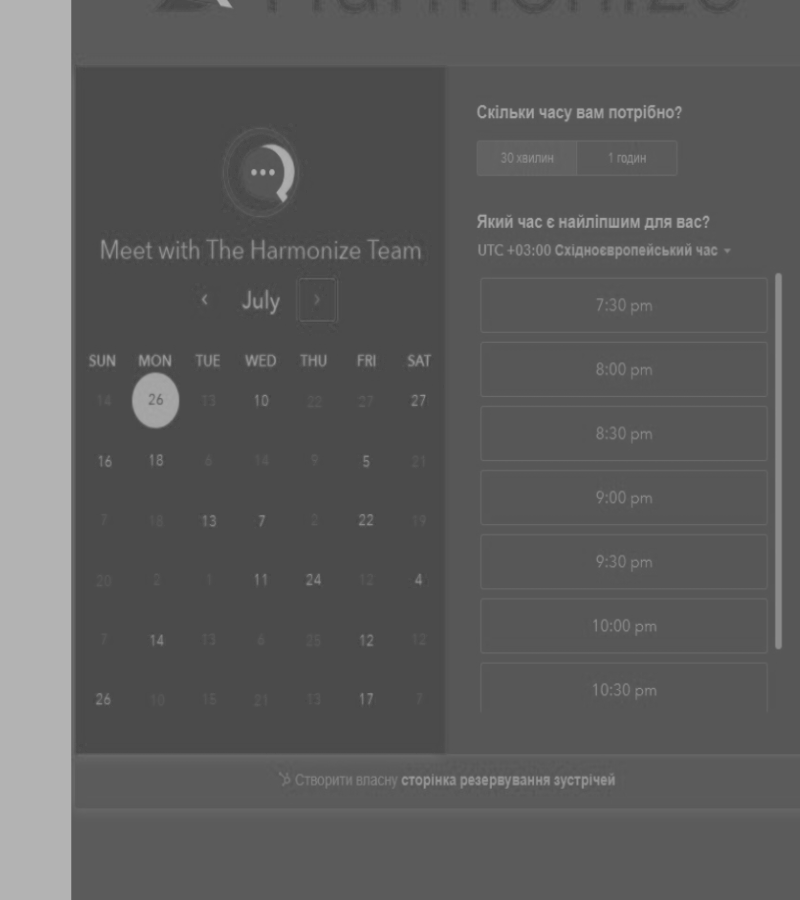 Harmonize
Meet with The Harmonize Team
‹ July ›
SUN MON TUE WED THU FRI SAT
14 26 13 10 22 27 27
16 18 6 14 9 5 21
7 18 13 7 2 22 19
20 2 1 11 24 12 4
7 14 13 6 25 12 12
26 10 15 21 13 17 7
Скільки часу вам потрібно?
30 хвилин 1 годин
Який час є найліпшим для вас?
UTC +03:00 Східноєвропейський час
7:30 pm
8:00 pm
8:30 pm
9:00 pm
9:30 pm
10:00 pm
10:30 pm
Створити власну сторінка резервування зустрічей